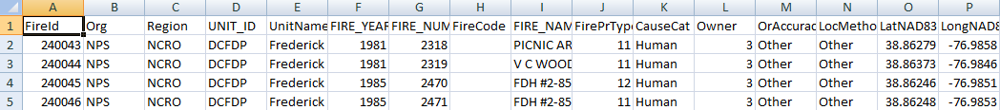 A B C D E F G H I J K L M N O P
1 FireId Org Region UNIT_ID UnitName FIRE_YEAR FIRE_NUM FireCode FIRE_NAM FirePrTyp CauseCat Owner OrAccurac LocMetho LatNAD83 LongNAD8
2 240043 NPS NCRO DCFDP Frederick 1981 2318 PICNIC AR 11 Human 3 Other Other 38.86279 -76.9858
3 240044 NPS NCRO DCFDP Frederick 1981 2319 V C WOOD 11 Human 3 Other Other 38.86373 -76.9846
4 240045 NPS NCRO DCFDP Frederick 1985 2470 FDH #2-85 12 Human 3 Other Other 38.86246 -76.9851
5 240046 NPS NCRO DCFDP Frederick 1985 2471 FDH #2-85 11 Human 3 Other Other 38.86248 -76.9853